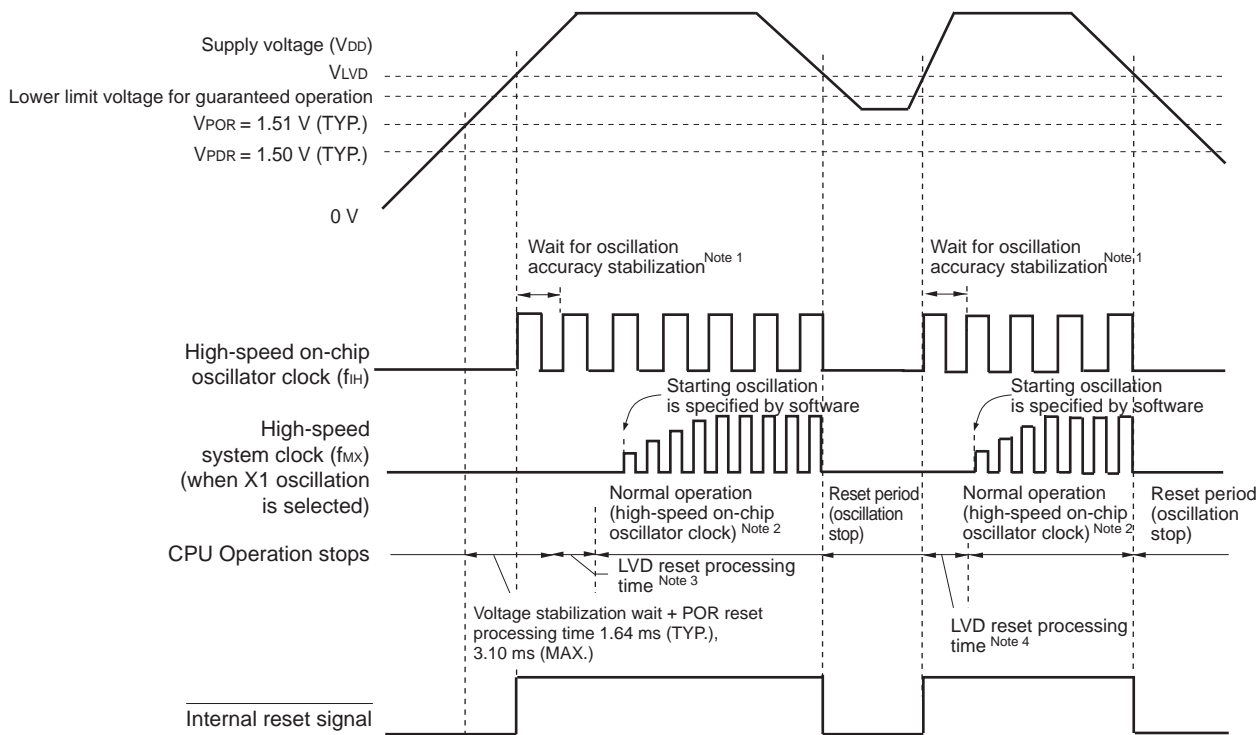 Supply voltage (VDD)
VLVD
Lower limit voltage for guaranteed operation
VPOR = 1.51 V (TYP.)
VPDR = 1.50 V (TYP.)
0 V
Wait for oscillation
accuracy stabilization Note 1
Wait for oscillation
accuracy stabilization Note 1
High-speed on-chip
oscillator clock (fIH)
Starting oscillation
is specified by software
Starting oscillation
is specified by software
High-speed
system clock (fMX)
(when X1 oscillation
is selected)
Normal operation
(high-speed on-chip
oscillator clock) Note 2
Reset period
(oscillation
stop)
Normal operation
(high-speed on-chip
oscillator clock) Note 2
Reset period
(oscillation
stop)
CPU Operation stops
LVD reset processing
time Note 3
Voltage stabilization wait + POR reset
processing time 1.64 ms (TYP.),
3.10 ms (MAX.)
LVD reset processing
time Note 4
Internal reset signal